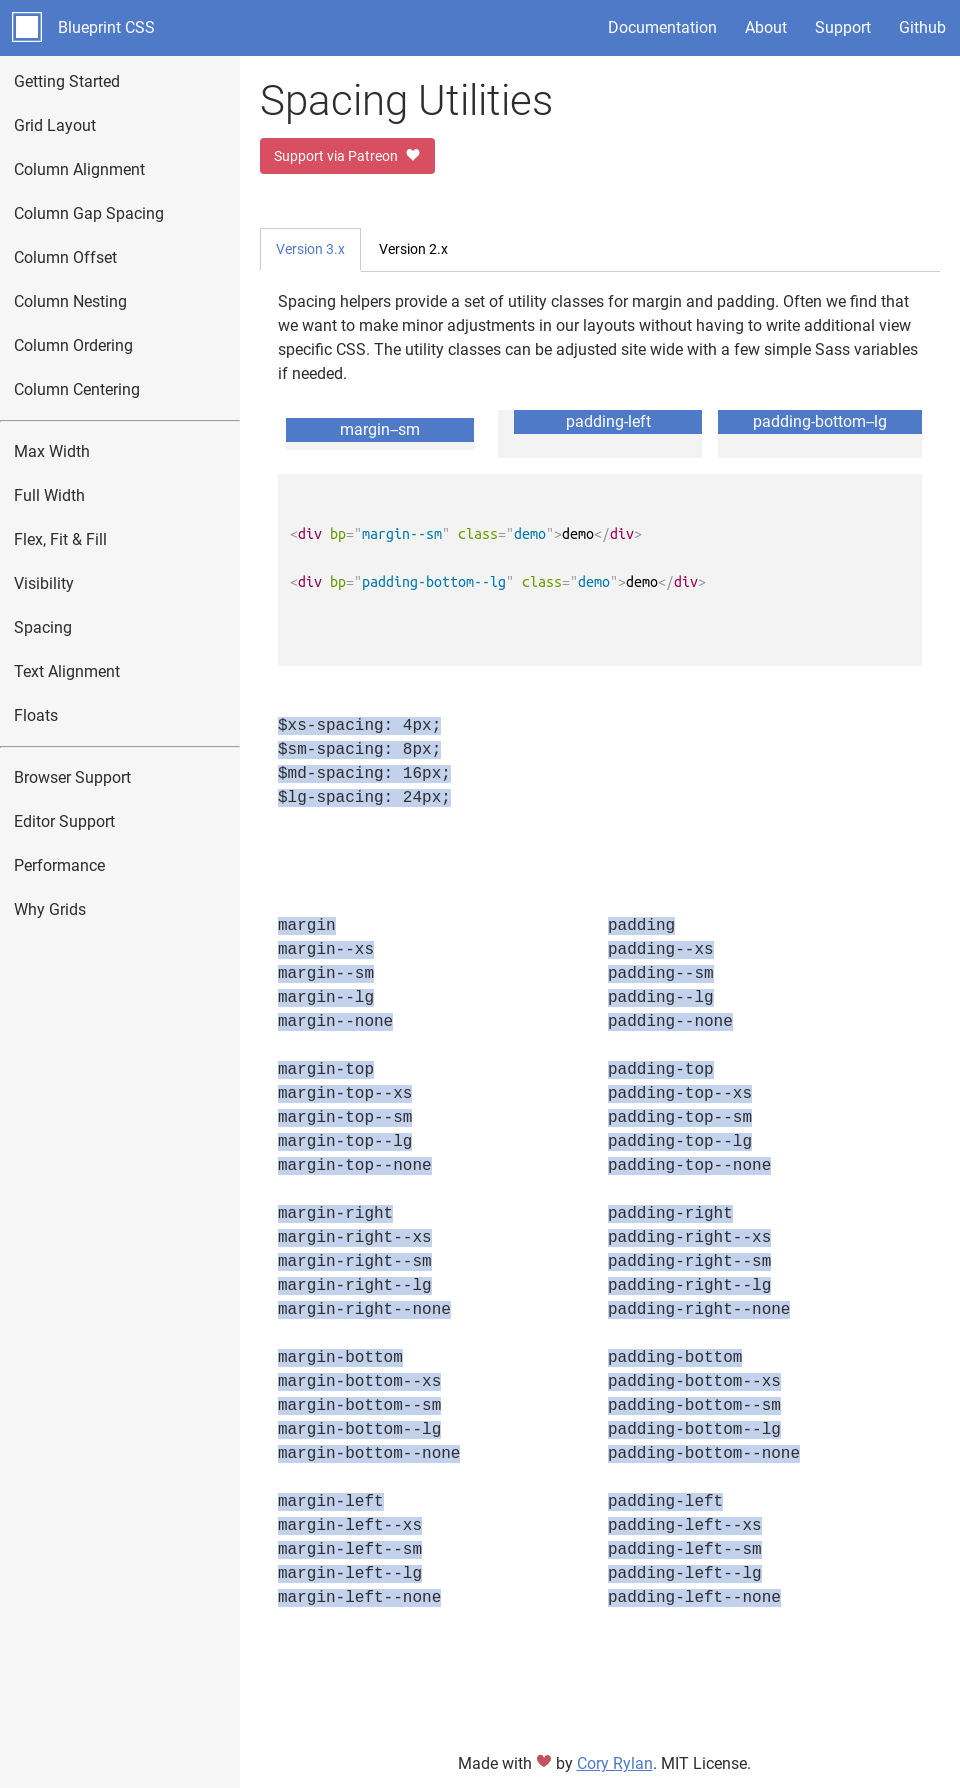 Blueprint CSS
Documentation
About
Support
Github
Getting Started
Grid Layout
Column Alignment
Column Gap Spacing
Column Offset
Column Nesting
Column Ordering
Column Centering
Max Width
Full Width
Flex, Fit & Fill
Visibility
Spacing
Text Alignment
Floats
Browser Support
Editor Support
Performance
Why Grids
Spacing Utilities
Support via Patreon
Version 3.x
Version 2.x
Spacing helpers provide a set of utility classes for margin and padding. Often we find that
we want to make minor adjustments in our layouts without having to write additional view
specific CSS. The utility classes can be adjusted site wide with a few simple Sass variables
if needed.
margin--sm
padding-left
padding-bottom--lg
<div bp="margin--sm" class="demo">demo</div>
<div bp="padding-bottom--lg" class="demo">demo</div>
$xs-spacing: 4px;
$sm-spacing: 8px;
$md-spacing: 16px;
$lg-spacing: 24px;
margin
margin--xs
margin--sm
margin--lg
margin--none
margin-top
margin-top--xs
margin-top--sm
margin-top--lg
margin-top--none
margin-right
margin-right--xs
margin-right--sm
margin-right--lg
margin-right--none
margin-bottom
margin-bottom--xs
margin-bottom--sm
margin-bottom--lg
margin-bottom--none
margin-left
margin-left--xs
margin-left--sm
margin-left--lg
margin-left--none
padding
padding--xs
padding--sm
padding--lg
padding--none
padding-top
padding-top--xs
padding-top--sm
padding-top--lg
padding-top--none
padding-right
padding-right--xs
padding-right--sm
padding-right--lg
padding-right--none
padding-bottom
padding-bottom--xs
padding-bottom--sm
padding-bottom--lg
padding-bottom--none
padding-left
padding-left--xs
padding-left--sm
padding-left--lg
padding-left--none
Made with ♥ by Cory Rylan. MIT License.